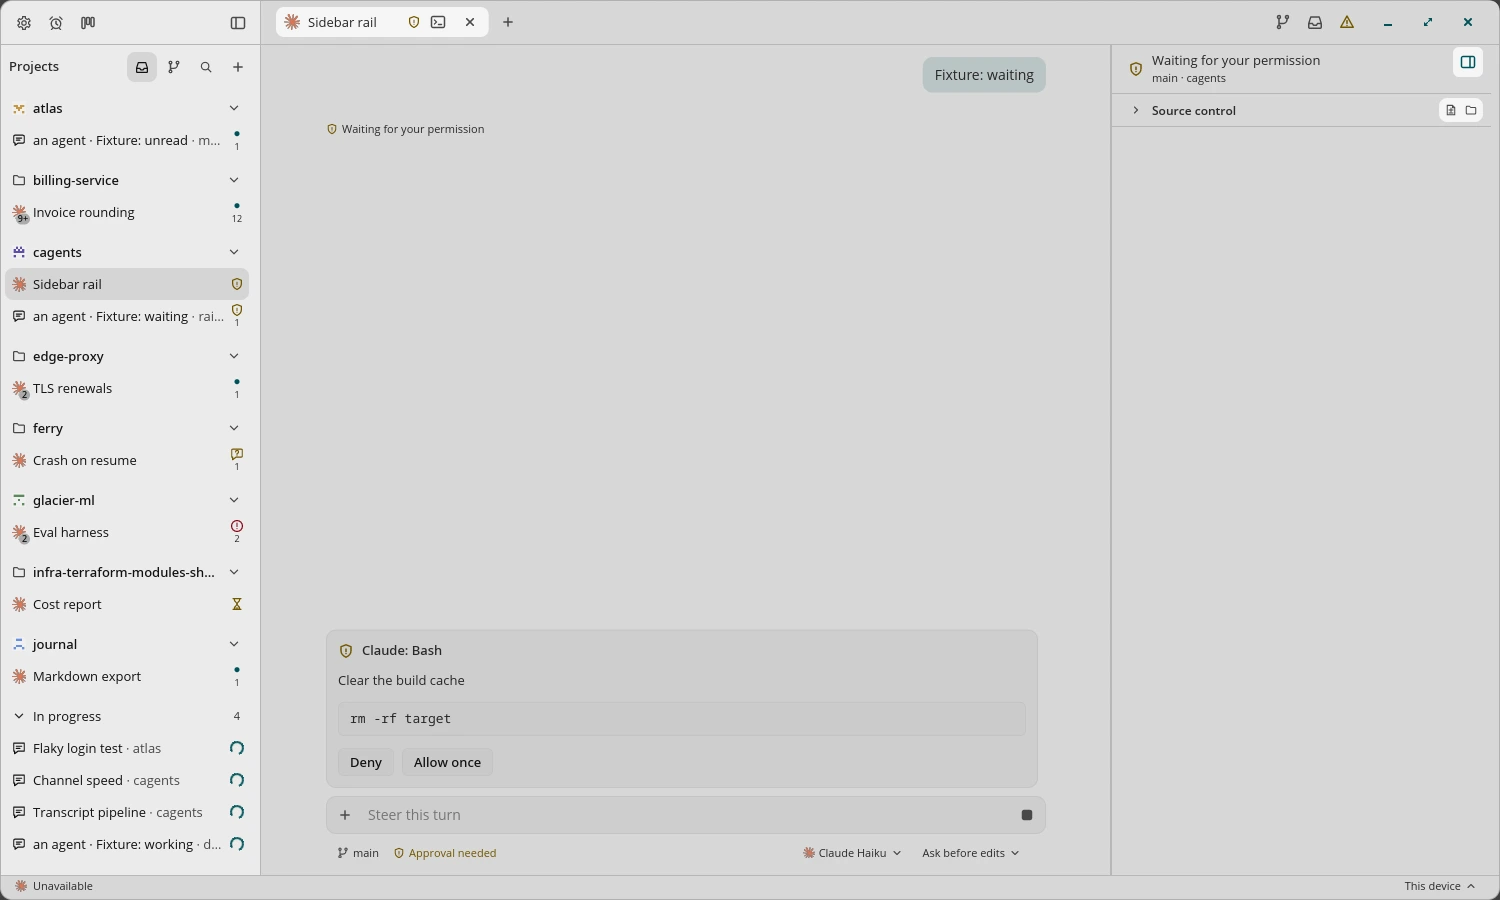 Sidebar rail
Projects
atlas
an agent · Fixture: unread · m...
1
billing-service
9+
Invoice rounding
12
cagents
Sidebar rail
an agent · Fixture: waiting · rai...
1
edge-proxy
2
TLS renewals
1
ferry
Crash on resume
1
glacier-ml
2
Eval harness
2
infra-terraform-modules-sh...
Cost report
journal
Markdown export
1
In progress
4
Flaky login test · atlas
Channel speed · cagents
Transcript pipeline · cagents
an agent · Fixture: working · d...
Fixture: waiting
Waiting for your permission
Claude: Bash
Clear the build cache
rm -rf target
Deny
Allow once
Steer this turn
main
Approval needed
Claude Haiku
Ask before edits
Waiting for your permission
main · cagents
Source control
Unavailable
This device